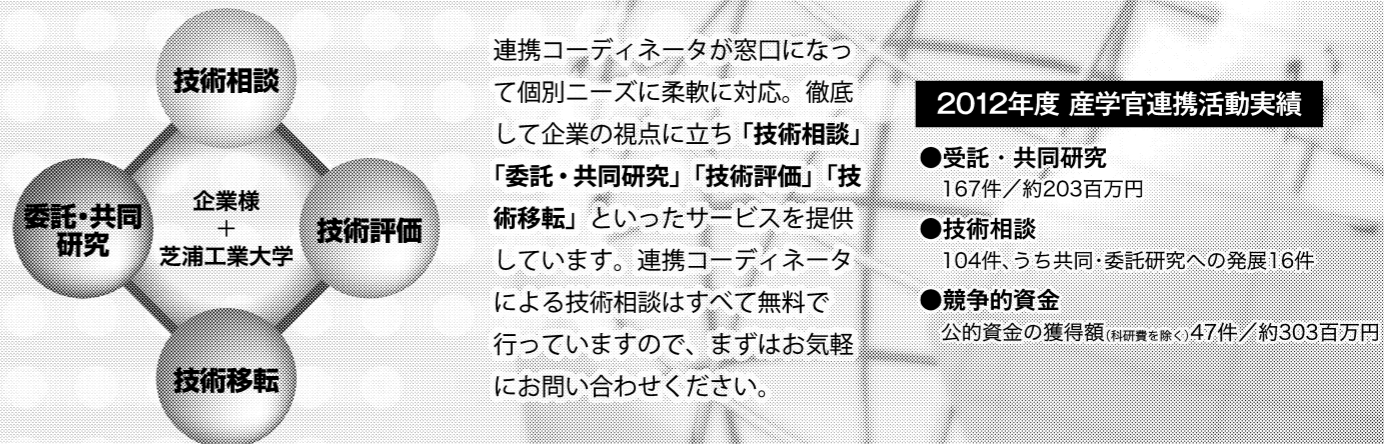 技術相談
委託・共同
研究
企業様
＋
芝浦工業大学
技術評価
技術移転
連携コーディネータが窓口になっ
て個別ニーズに柔軟に対応。徹底
して企業の視点に立ち「技術相談」
「委託・共同研究」「技術評価」「技
術移転」といったサービスを提供
しています。連携コーディネータ
による技術相談はすべて無料で
行っていますので、まずはお気軽
にお問い合わせください。
2012年度 産学官連携活動実績
●受託・共同研究
167件／約203百万円
●技術相談
104件、うち共同・委託研究への発展16件
●競争的資金
公的資金の獲得額(科研費を除く)47件／約303百万円